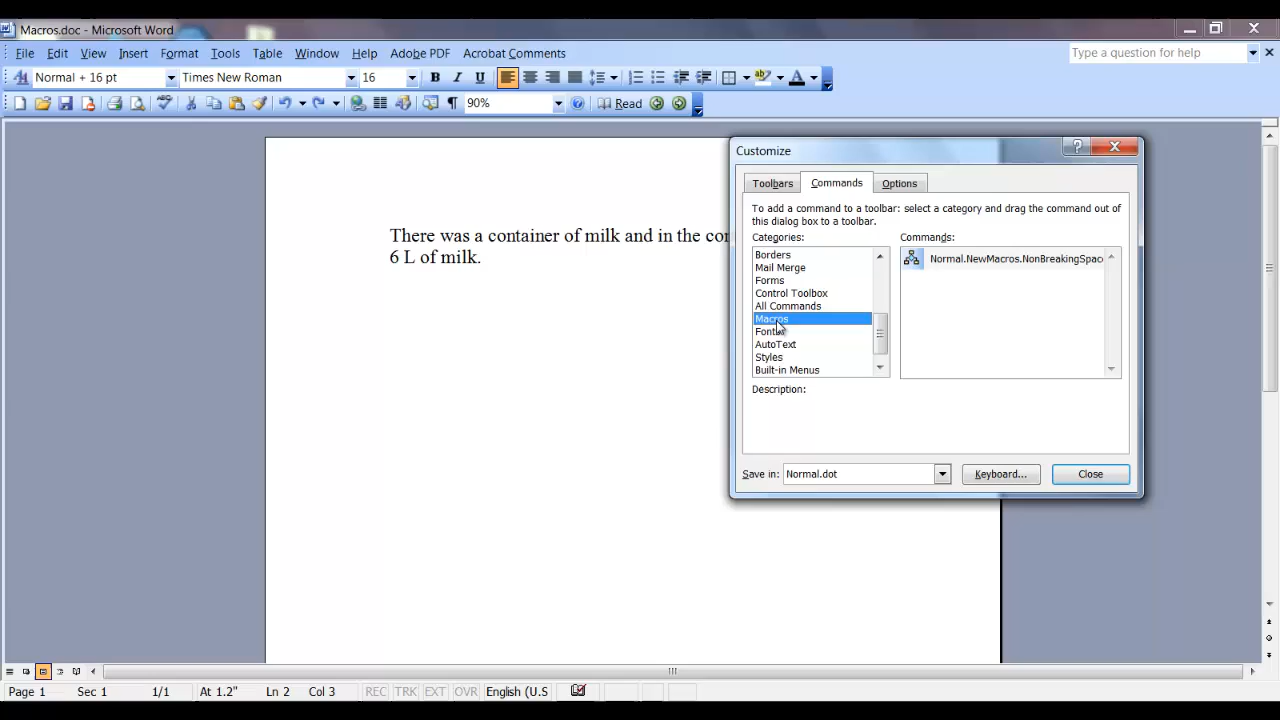 Macros.doc - Microsoft Word
File Edit View Insert Format Tools Table Window Help Adobe PDF Acrobat Comments
Type a question for help
Normal + 16 pt Times New Roman 16 B I U A
90% Read
Customize
Toolbars Commands Options
To add a command to a toolbar: select a category and drag the command out of
this dialog box to a toolbar.
Categories: Commands:
Borders
Mail Merge
Forms
Control Toolbox
All Commands
Macros
Fonts
AutoText
Styles
Built-in Menus
Normal.NewMacros.NonBreakingSpac
Description:
Save in: Normal.dot Keyboard... Close
There was a container of milk and in the con
6 L of milk.
Page 1 Sec 1 1/1 At 1.2" Ln 2 Col 3 REC TRK EXT OVR English (U.S